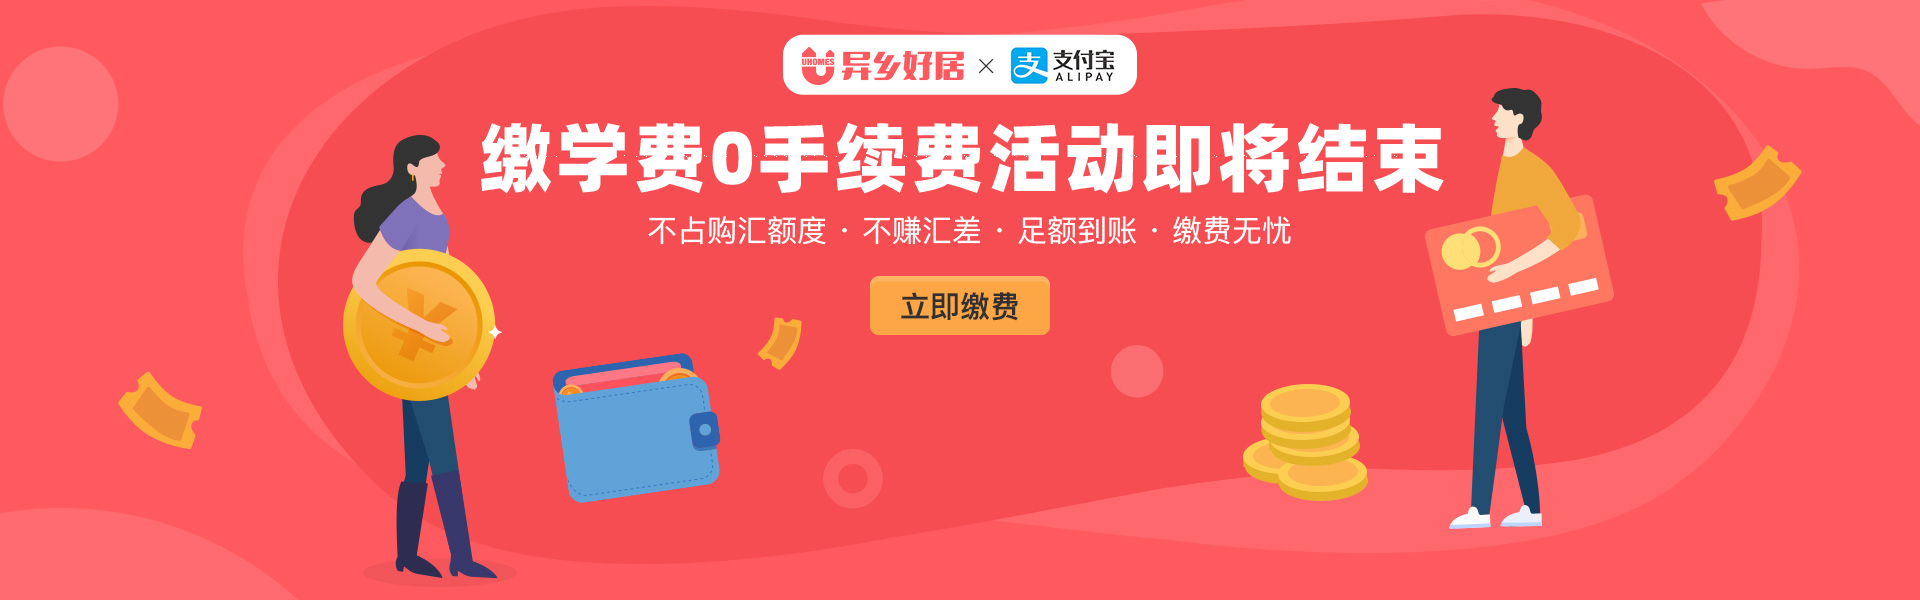 UHOMES 异乡好居 × 支 支付宝 ALIPAY
缴学费0手续费活动即将结束
不占购汇额度 · 不赚汇差 · 足额到账 · 缴费无忧
立即缴费
¥